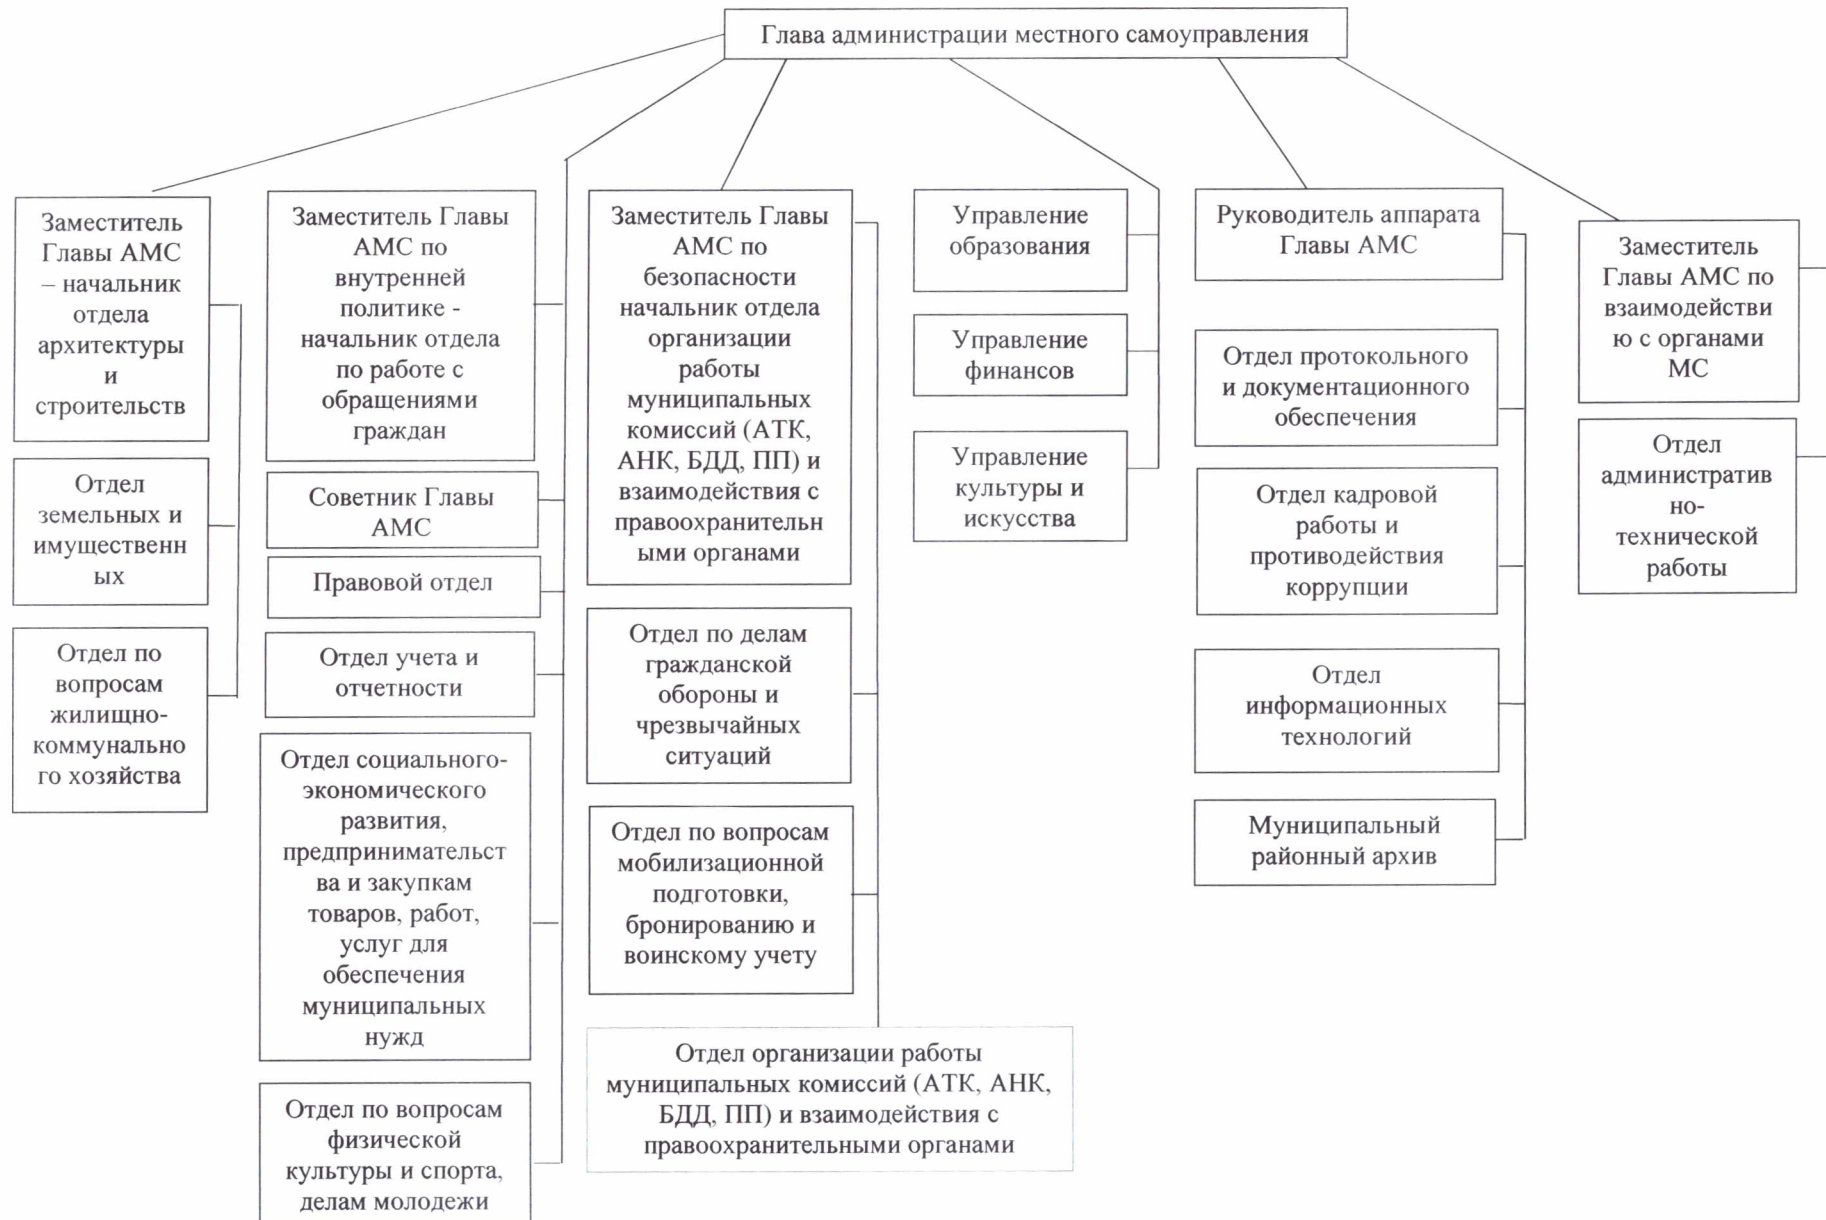 Глава администрации местного самоуправления
Заместитель
Главы АМС
– начальник
отдела
архитектуры
и
строительств
Отдел
земельных и
имущественн
ых
Отдел по
вопросам
жилищно-
коммунально
го хозяйства
Заместитель Главы
АМС по
внутренней
политике -
начальник отдела
по работе с
обращениями
граждан
Советник Главы
АМС
Правовой отдел
Отдел учета и
отчетности
Отдел социального-
экономического
развития,
предпринимательст
ва и закупкам
товаров, работ,
услуг для
обеспечения
муниципальных
нужд
Отдел по вопросам
физической
культуры и спорта,
делам молодежи
Заместитель Главы
АМС по
безопасности
начальник отдела
организации
работы
муниципальных
комиссий (АТК,
АНК, БДД, ПП) и
взаимодействия с
правоохранительн
ыми органами
Отдел по делам
гражданской
обороны и
чрезвычайных
ситуаций
Отдел по вопросам
мобилизационной
подготовки,
бронированию и
воинскому учету
Отдел организации работы
муниципальных комиссий (АТК, АНК,
БДД, ПП) и взаимодействия с
правоохранительными органами
Управление
образования
Управление
финансов
Управление
культуры и
искусства
Руководитель аппарата
Главы АМС
Отдел протокольного
и документационного
обеспечения
Отдел кадровой
работы и
противодействия
коррупции
Отдел
информационных
технологий
Муниципальный
районный архив
Заместитель
Главы АМС по
взаимодействи
ю с органами
МС
Отдел
административ
но-
технической
работы